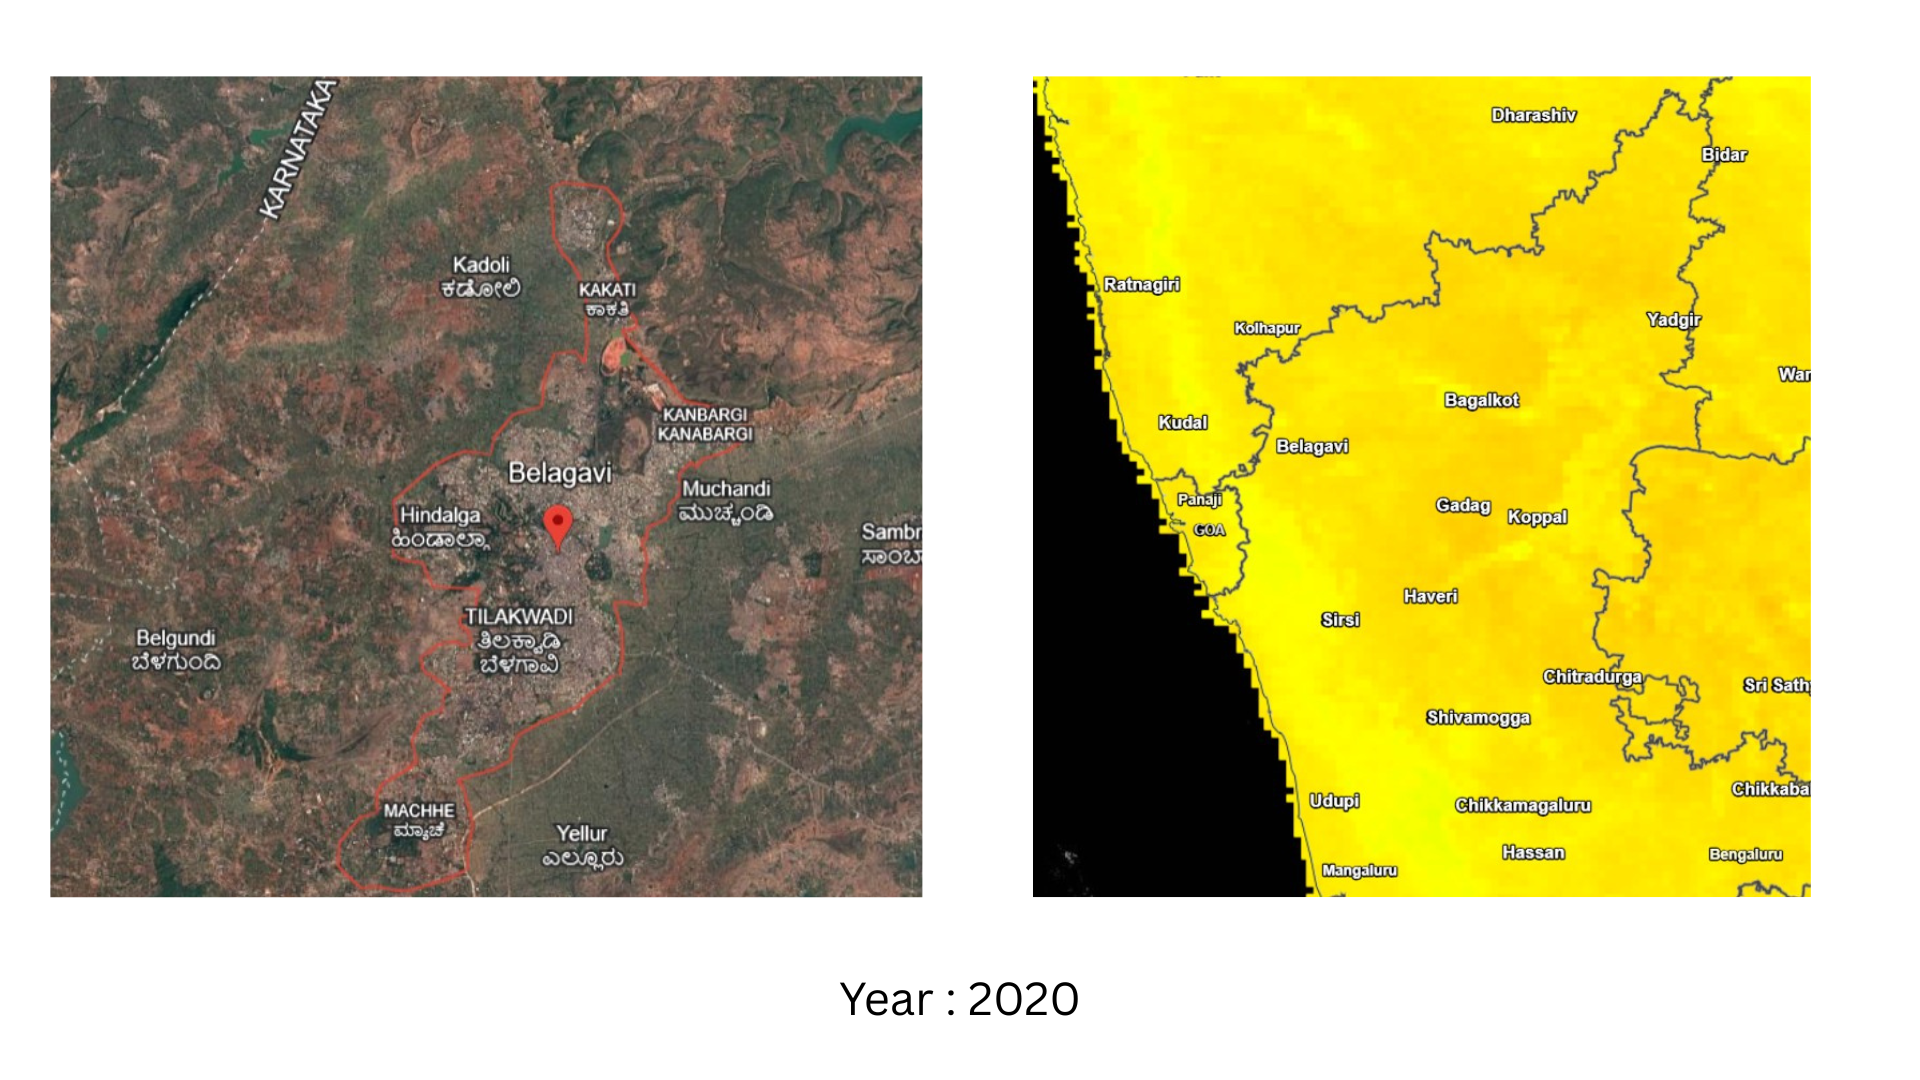 KARNATAKA
Kadoli
ಕಡೋಲಿ
KAKATI
ಕಾಕತಿ
KANBARGI
KANABARGI
Belagavi
Muchandi
ಮುಚ್ಚಂಡಿ
Hindalga
ಹಿಂಡಾಲ್ಗಾ
Sambr
ಸಾಂಬ
TILAKWADI
ತಿಲಕ್ವಾಡಿ
ಬೆಳಗಾವಿ
Belgundi
ಬೆಳಗುಂದಿ
MACHHE
ಮ್ಯಾಚೆ
Yellur
ಎಲ್ಲೂರು
Dharashiv
Bidar
Ratnagiri
Kolhapur
Yadgir
War
Bagalkot
Kudal
Belagavi
Panaji
GOA
Gadag
Koppal
Haveri
Sirsi
Chitradurga
Sri Sathy
Shivamogga
Chikkaba
Udupi
Chikkamagaluru
Hassan
Bengaluru
Mangaluru
Year : 2020